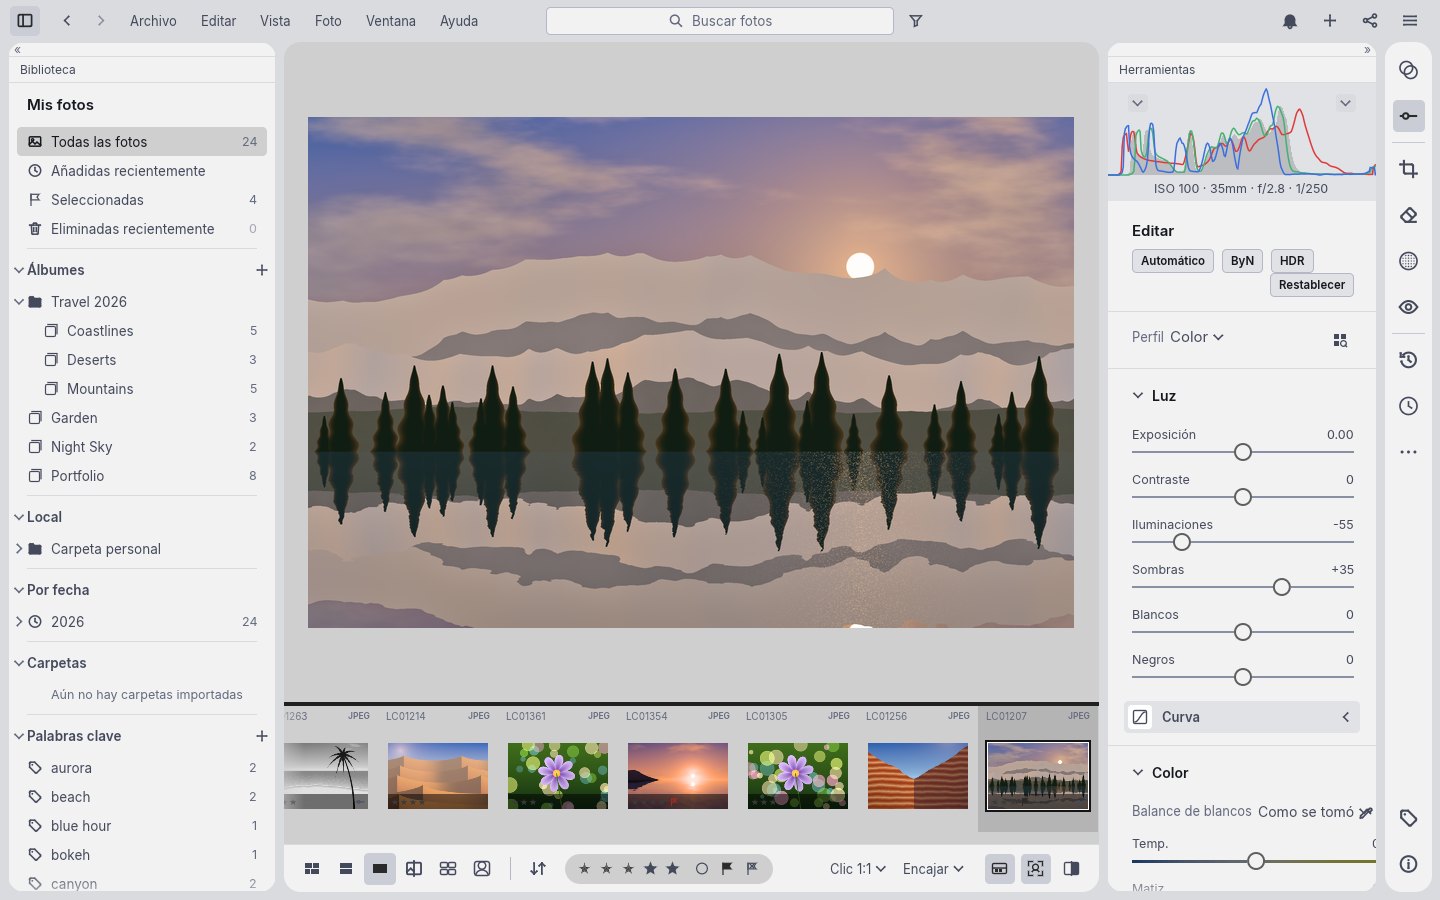 Archivo Editar Vista Foto Ventana Ayuda Buscar fotos
« »
Biblioteca
Mis fotos
Todas las fotos 24
Añadidas recientemente
Seleccionadas 4
Eliminadas recientemente 0
Álbumes
Travel 2026
Coastlines 5
Deserts 3
Mountains 5
Garden 3
Night Sky 2
Portfolio 8
Local
Carpeta personal
Por fecha
2026 24
Carpetas
Aún no hay carpetas importadas
Palabras clave
aurora 2
beach 2
blue hour 1
bokeh 1
canyon 2
1263 JPEG LC01214 JPEG LC01361 JPEG LC01354 JPEG LC01305 JPEG LC01256 JPEG LC01207 JPEG
Clic 1:1 Encajar
Herramientas
ISO 100 · 35mm · f/2.8 · 1/250
Editar
Automático ByN HDR
Restablecer
Perfil Color
Luz
Exposición 0.00
Contraste 0
Iluminaciones -55
Sombras +35
Blancos 0
Negros 0
Curva
Color
Balance de blancos Como se tomó
Temp. 0
Matiz